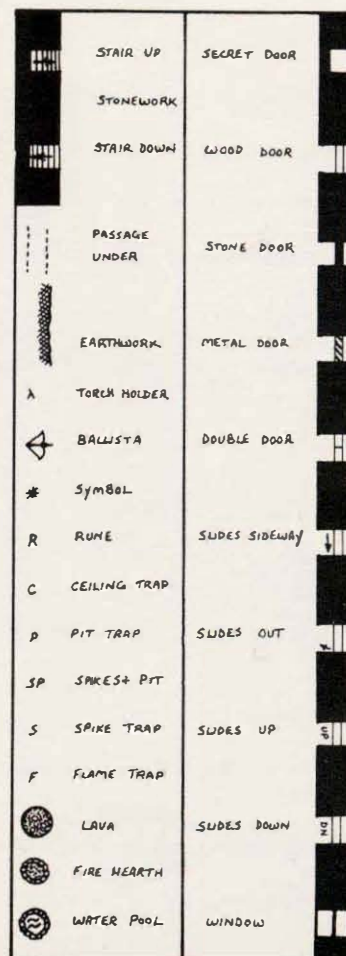 STAIR UP
STONEWORK
STAIR DOWN
PASSAGE
UNDER
EARTHWORK
λ TORCH HOLDER
BALLISTA
SYMBOL
R RUNE
C CEILING TRAP
P PIT TRAP
SP SPIKES+ PIT
S SPIKE TRAP
F FLAME TRAP
LAVA
FIRE HEARTH
WATER POOL
SECRET DOOR
WOOD DOOR
STONE DOOR
METAL DOOR
DOUBLE DOOR
SLIDES SIDEWAY
SLIDES OUT
SLIDES UP UP
SLIDES DOWN DN
WINDOW